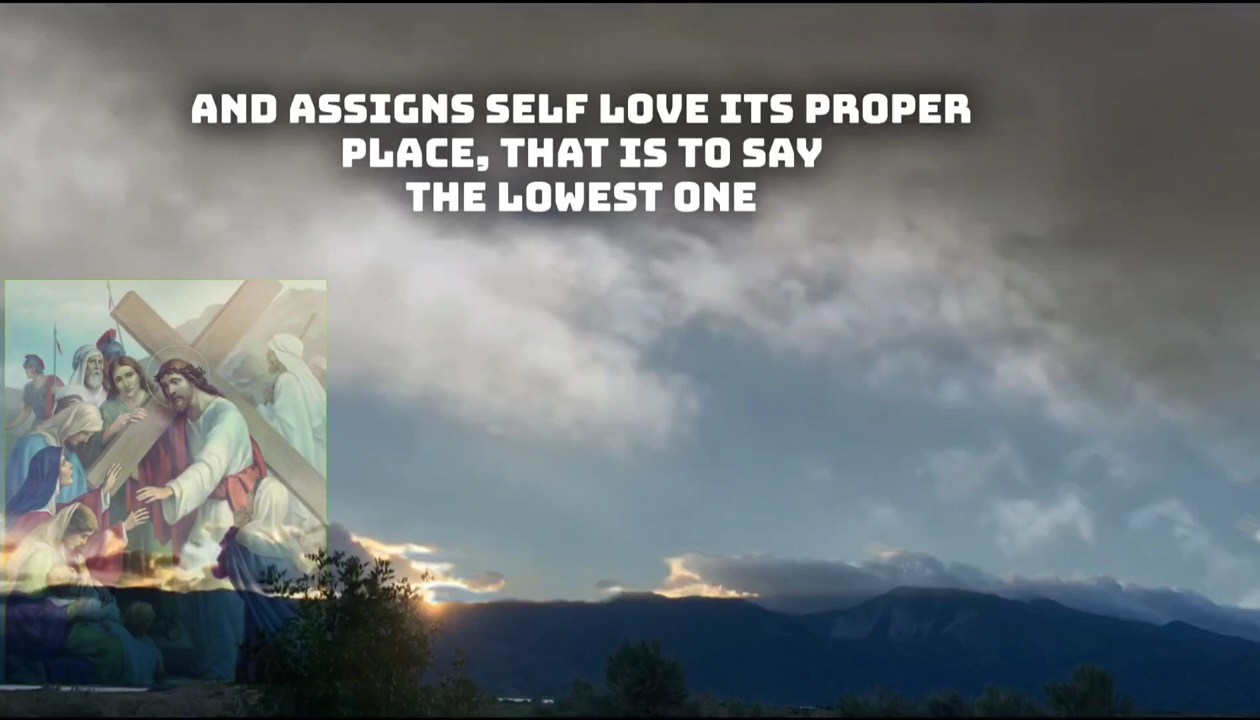 AND ASSIGNS SELF LOVE ITS PROPER
PLACE, THAT IS TO SAY
THE LOWEST ONE